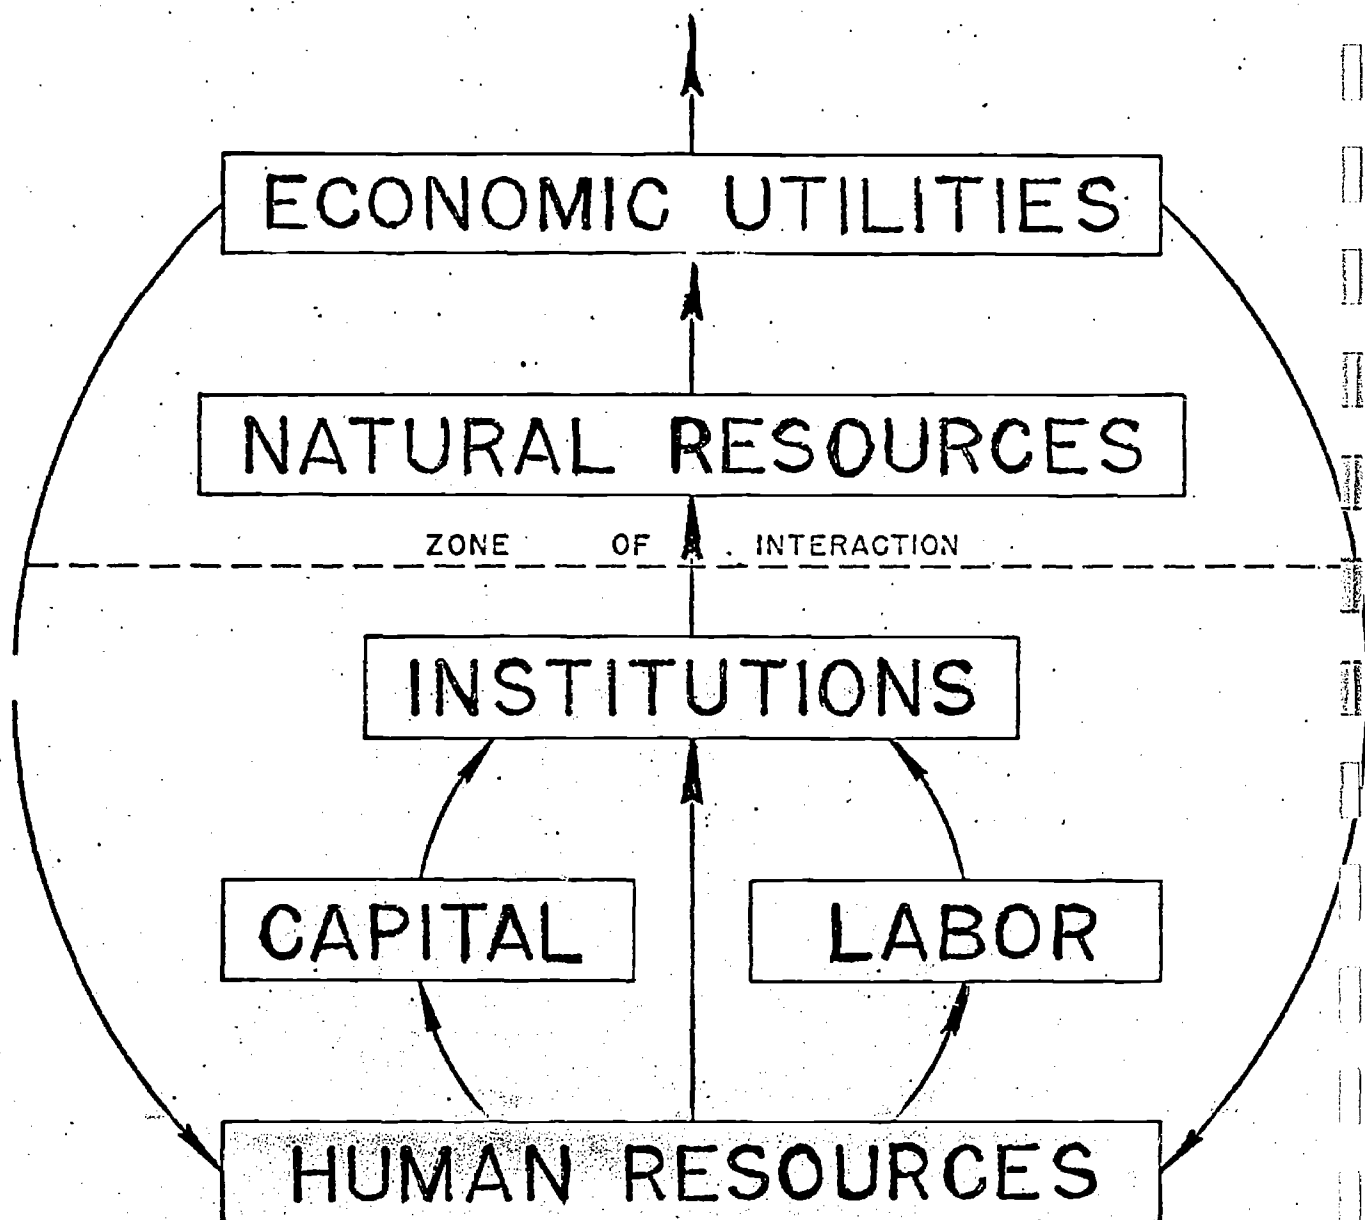 ECONOMIC UTILITIES
NATURAL RESOURCES
ZONE OF INTERACTION
INSTITUTIONS
CAPITAL LABOR
HUMAN RESOURCES